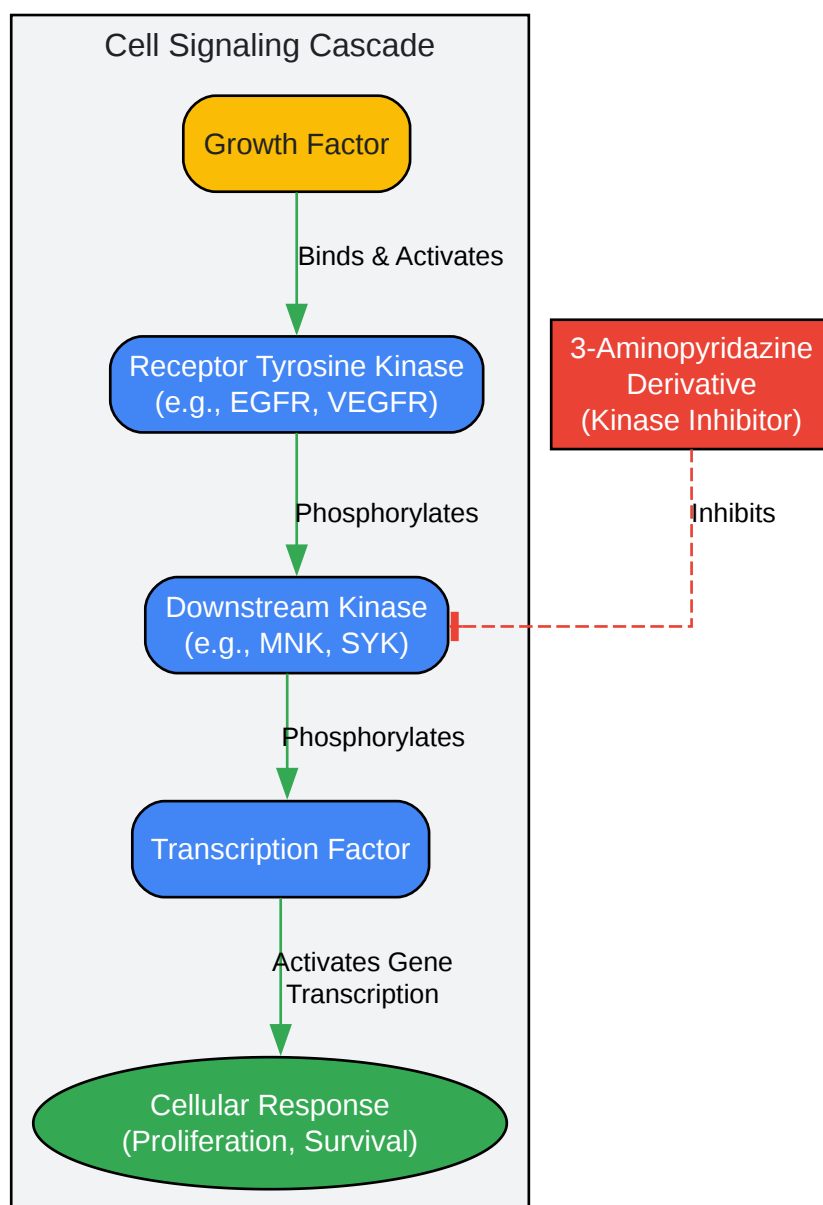 Cell Signaling Cascade
Growth Factor
Binds & Activates
Receptor Tyrosine Kinase
(e.g., EGFR, VEGFR)
3-Aminopyridazine
Derivative
(Kinase Inhibitor)
Phosphorylates
Inhibits
Downstream Kinase
(e.g., MNK, SYK)
Phosphorylates
Transcription Factor
Activates Gene
Transcription
Cellular Response
(Proliferation, Survival)